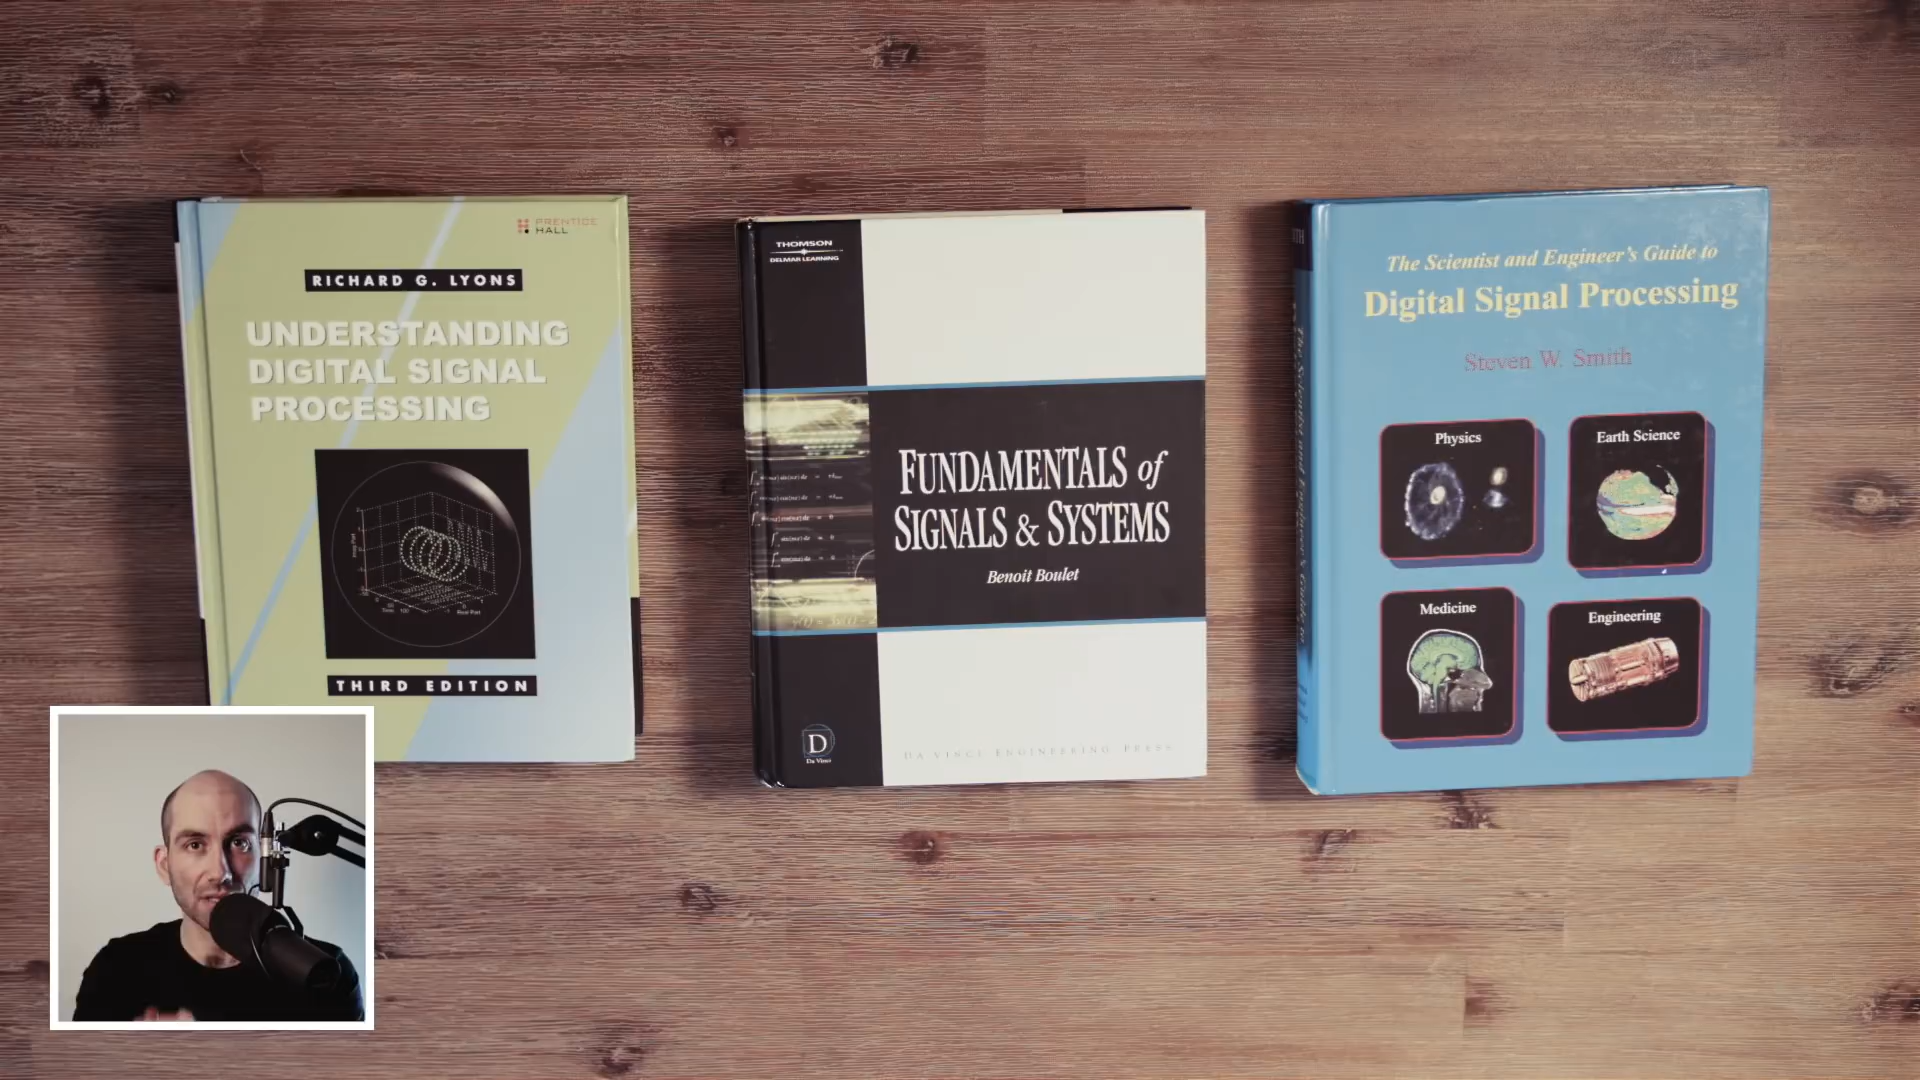 PRENTICE
HALL
RICHARD G. LYONS
UNDERSTANDING
DIGITAL SIGNAL
PROCESSING
THIRD EDITION
THOMSON
DELMAR LEARNING
FUNDAMENTALS of
SIGNALS & SYSTEMS
Benoit Boulet
D
Da Vinci
DA VINCI ENGINEERING PRESS
The Scientist and Engineer's Guide to
Digital Signal Processing
Steven W. Smith
Physics
Earth Science
Medicine
Engineering